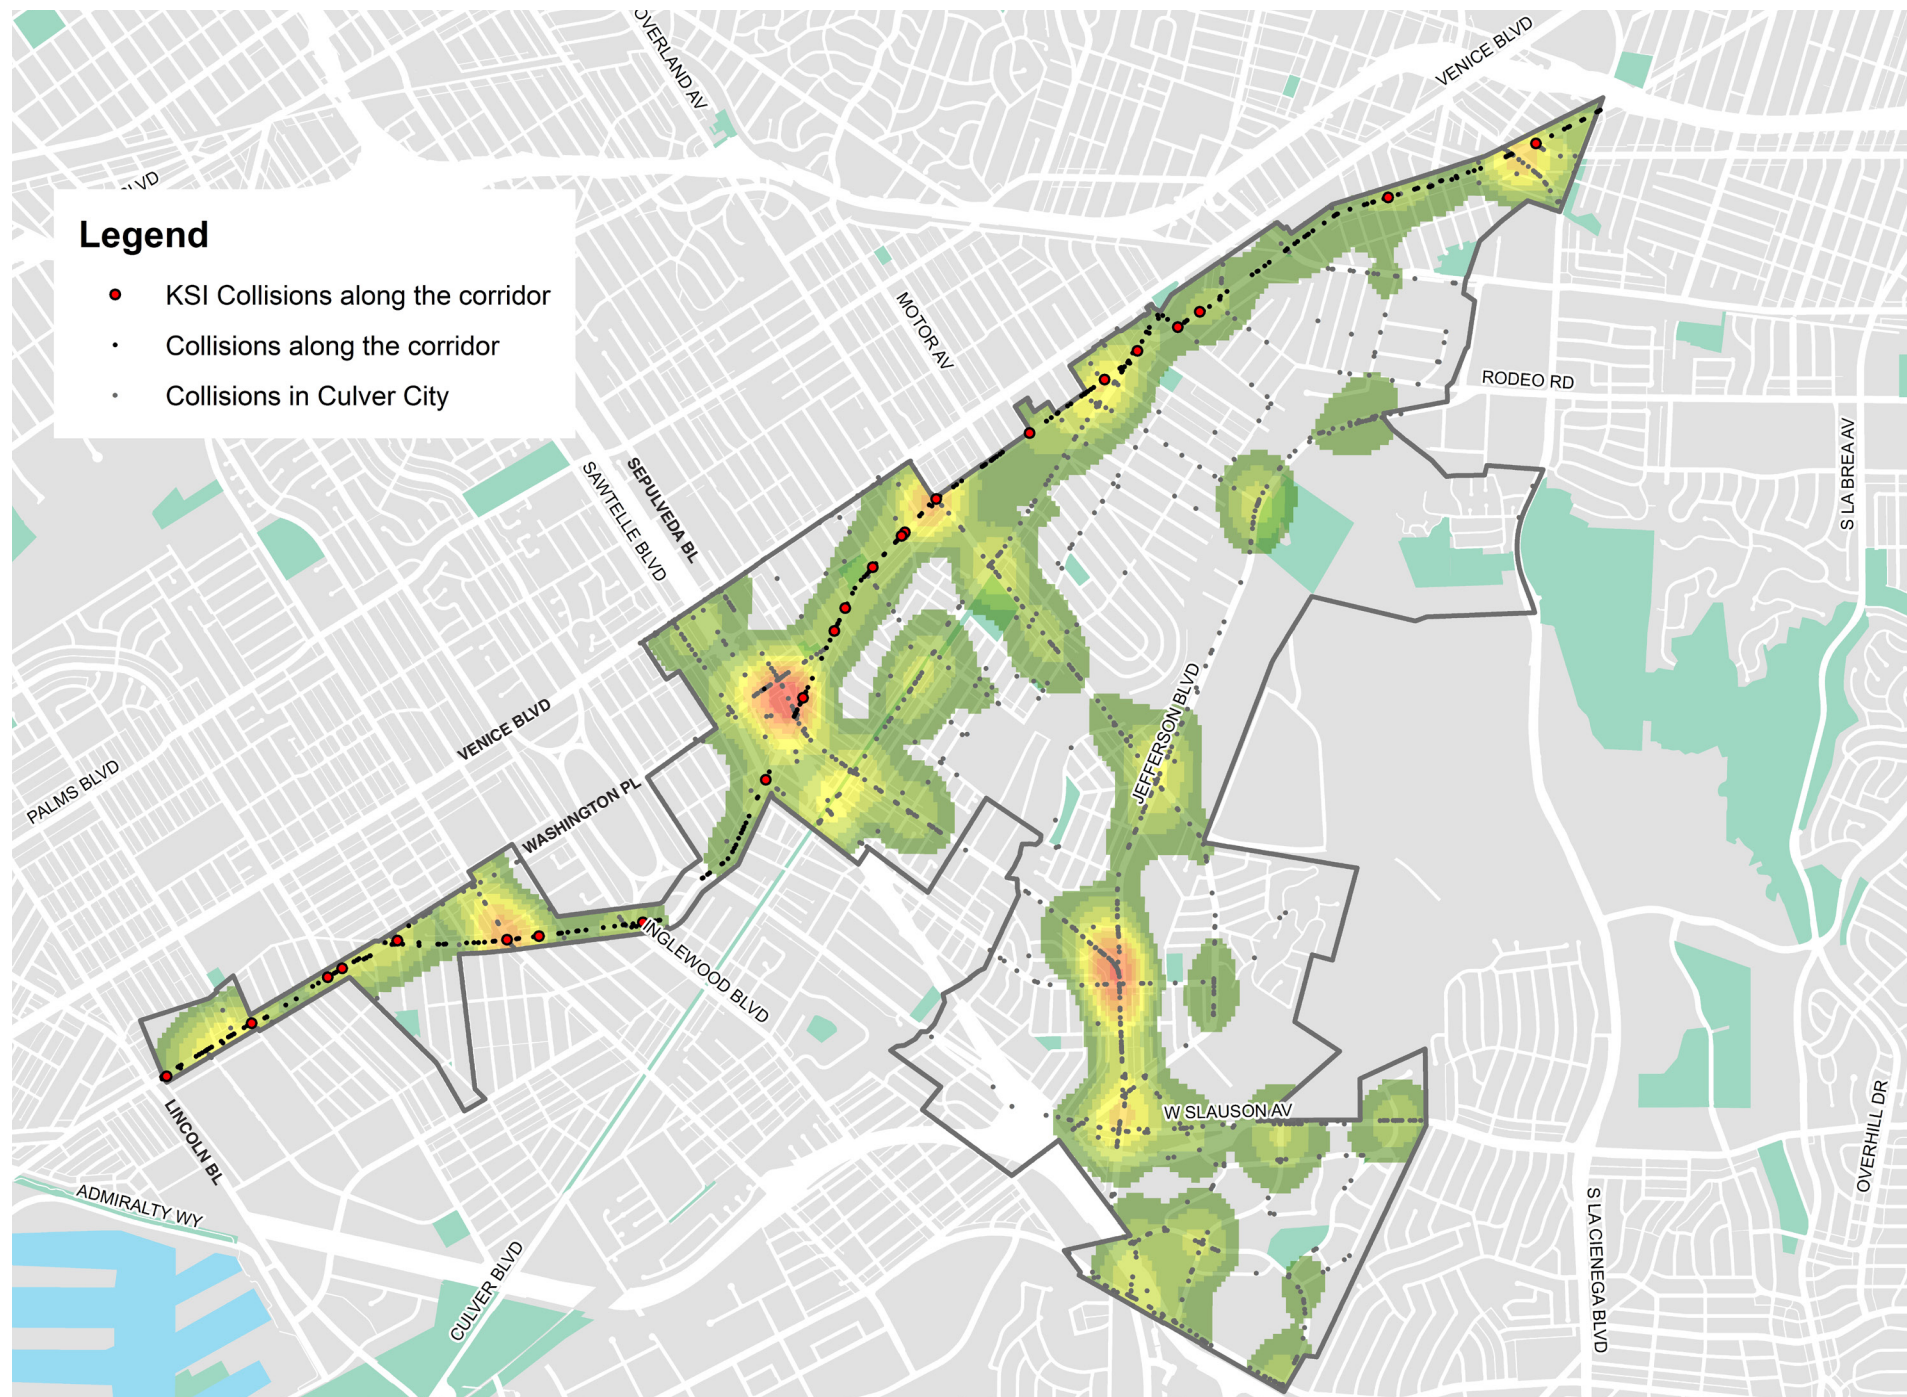 OVERLAND AV
VENICE BLVD
LVD
Legend
KSI Collisions along the corridor
Collisions along the corridor
Collisions in Culver City
MOTOR AV
RODEO RD
S LA BREA AV
SEPULVEDA BL
SAWTELLE BLVD
JEFFERSON BLVD
VENICE BLVD
PALMS BLVD
WASHINGTON PL
INGLEWOOD BLVD
W SLAUSON AV
LINCOLN BL
OVERHILL DR
ADMIRALTY WY
S LA CIENEGA BLVD
CULVER BLVD